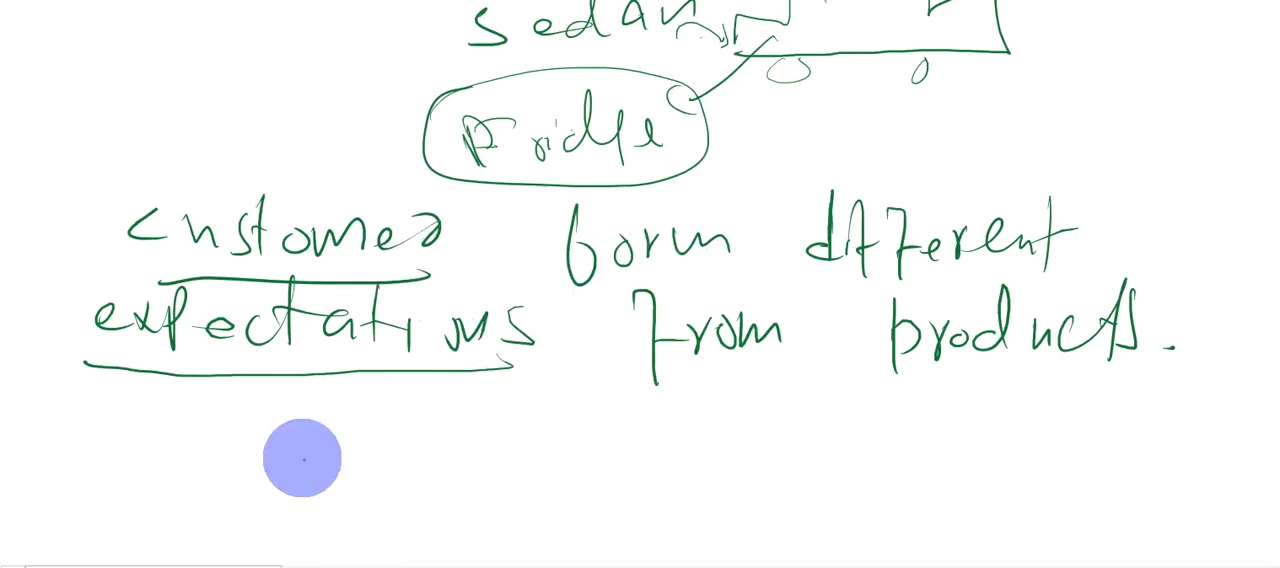 sedan
Fridge
customer form different
expectations from products.